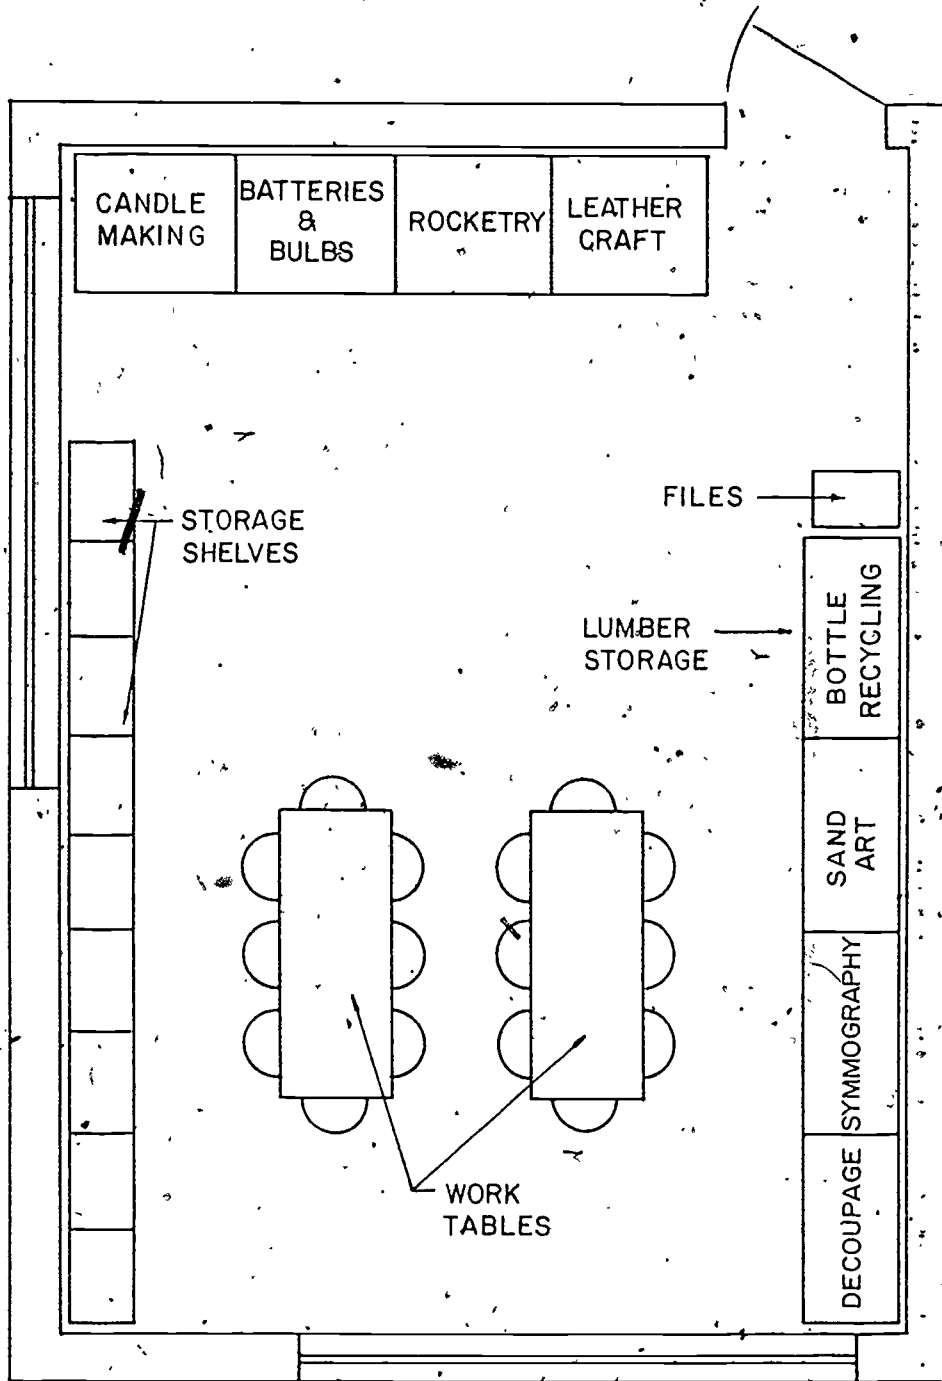 CANDLE
MAKING
BATTERIES
&
BULBS
ROCKETRY
LEATHER
CRAFT
STORAGE
SHELVES
FILES
LUMBER
STORAGE
BOTTLE
RECYCLING
SAND
ART
SYMMOGRAPHY
DECOUPAGE
WORK
TABLES